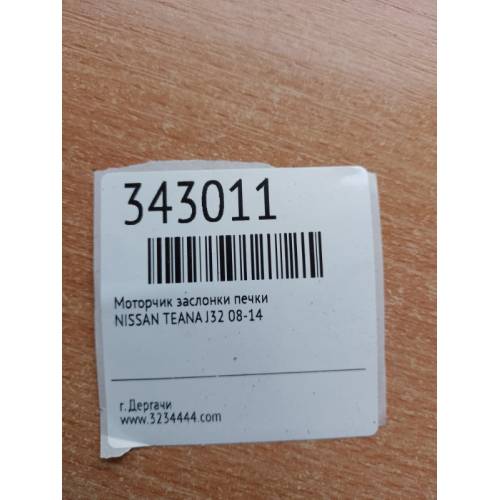 343011
Моторчик заслонки печки
NISSAN TEANA J32 08-14
г. Дергачи
www.3234444.com